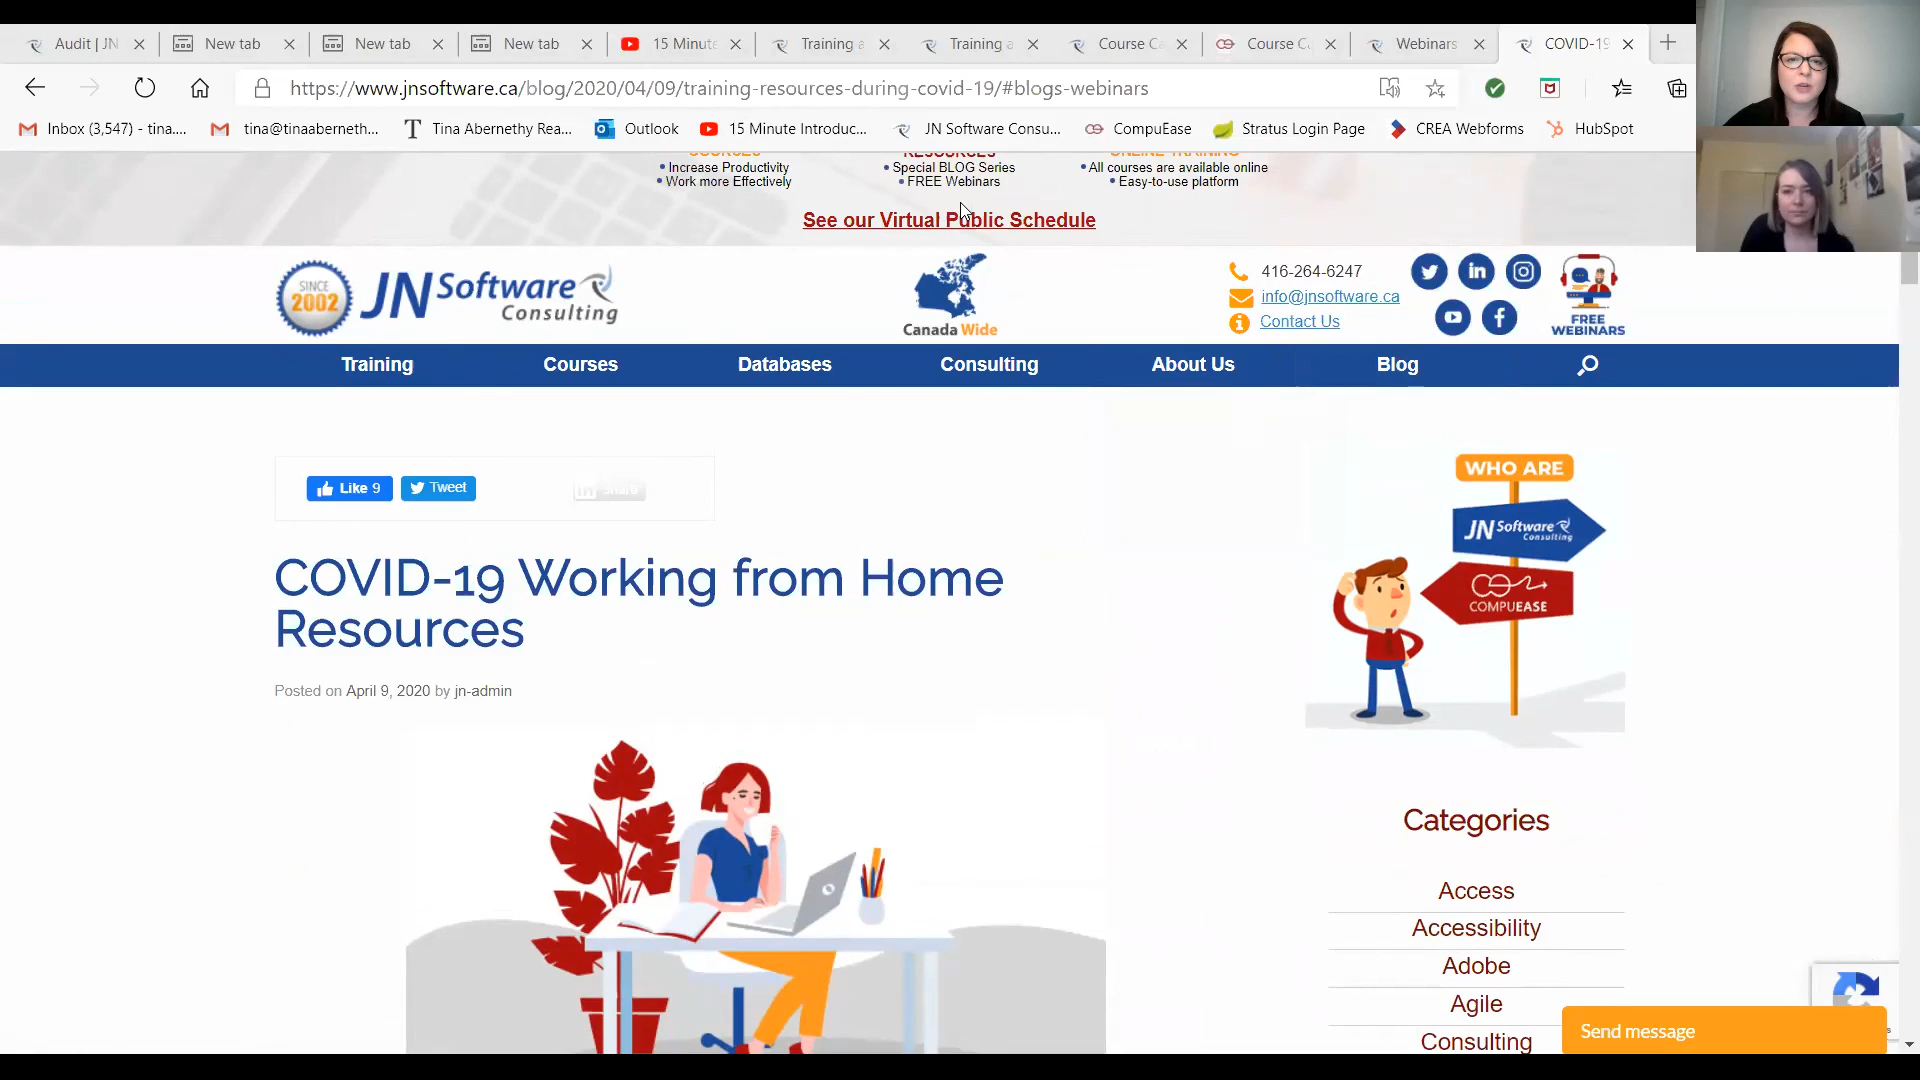 Audit | JN
New tab
New tab
New tab
15 Minute
Training a
Training a
Course Ca
Course Ca
Webinars
COVID-19
https://www.jnsoftware.ca/blog/2020/04/09/training-resources-during-covid-19/#blogs-webinars
Inbox (3,547) - tina....
tina@tinaaberneth...
Tina Abernethy Rea...
Outlook
15 Minute Introduc...
JN Software Consu...
CompuEase
Stratus Login Page
CREA Webforms
HubSpot
COURSES
RESOURCES
ONLINE TRAINING
• Increase Productivity
• Work more Effectively
• Special BLOG Series
• FREE Webinars
• All courses are available online
• Easy-to-use platform
See our Virtual Public Schedule
SINCE
2002
JN Software
Consulting
Canada Wide
416-264-6247
info@jnsoftware.ca
Contact Us
FREE
WEBINARS
Training
Courses
Databases
Consulting
About Us
Blog
Like 9
Tweet
Share
COVID-19 Working from Home
Resources
Posted on April 9, 2020 by jn-admin
WHO ARE
JN Software
Consulting
COMPUEASE
Categories
Access
Accessibility
Adobe
Agile
Consulting
Send message